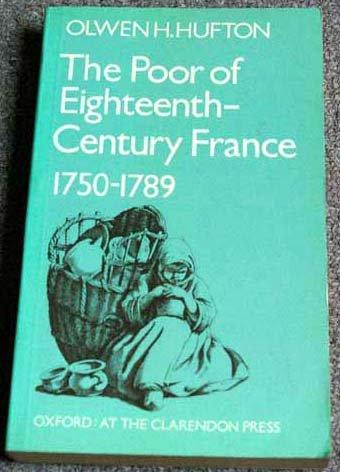 OLWEN H. HUFTON
The Poor of
Eighteenth-
Century France
1750-1789
OXFORD: AT THE CLARENDON PRESS